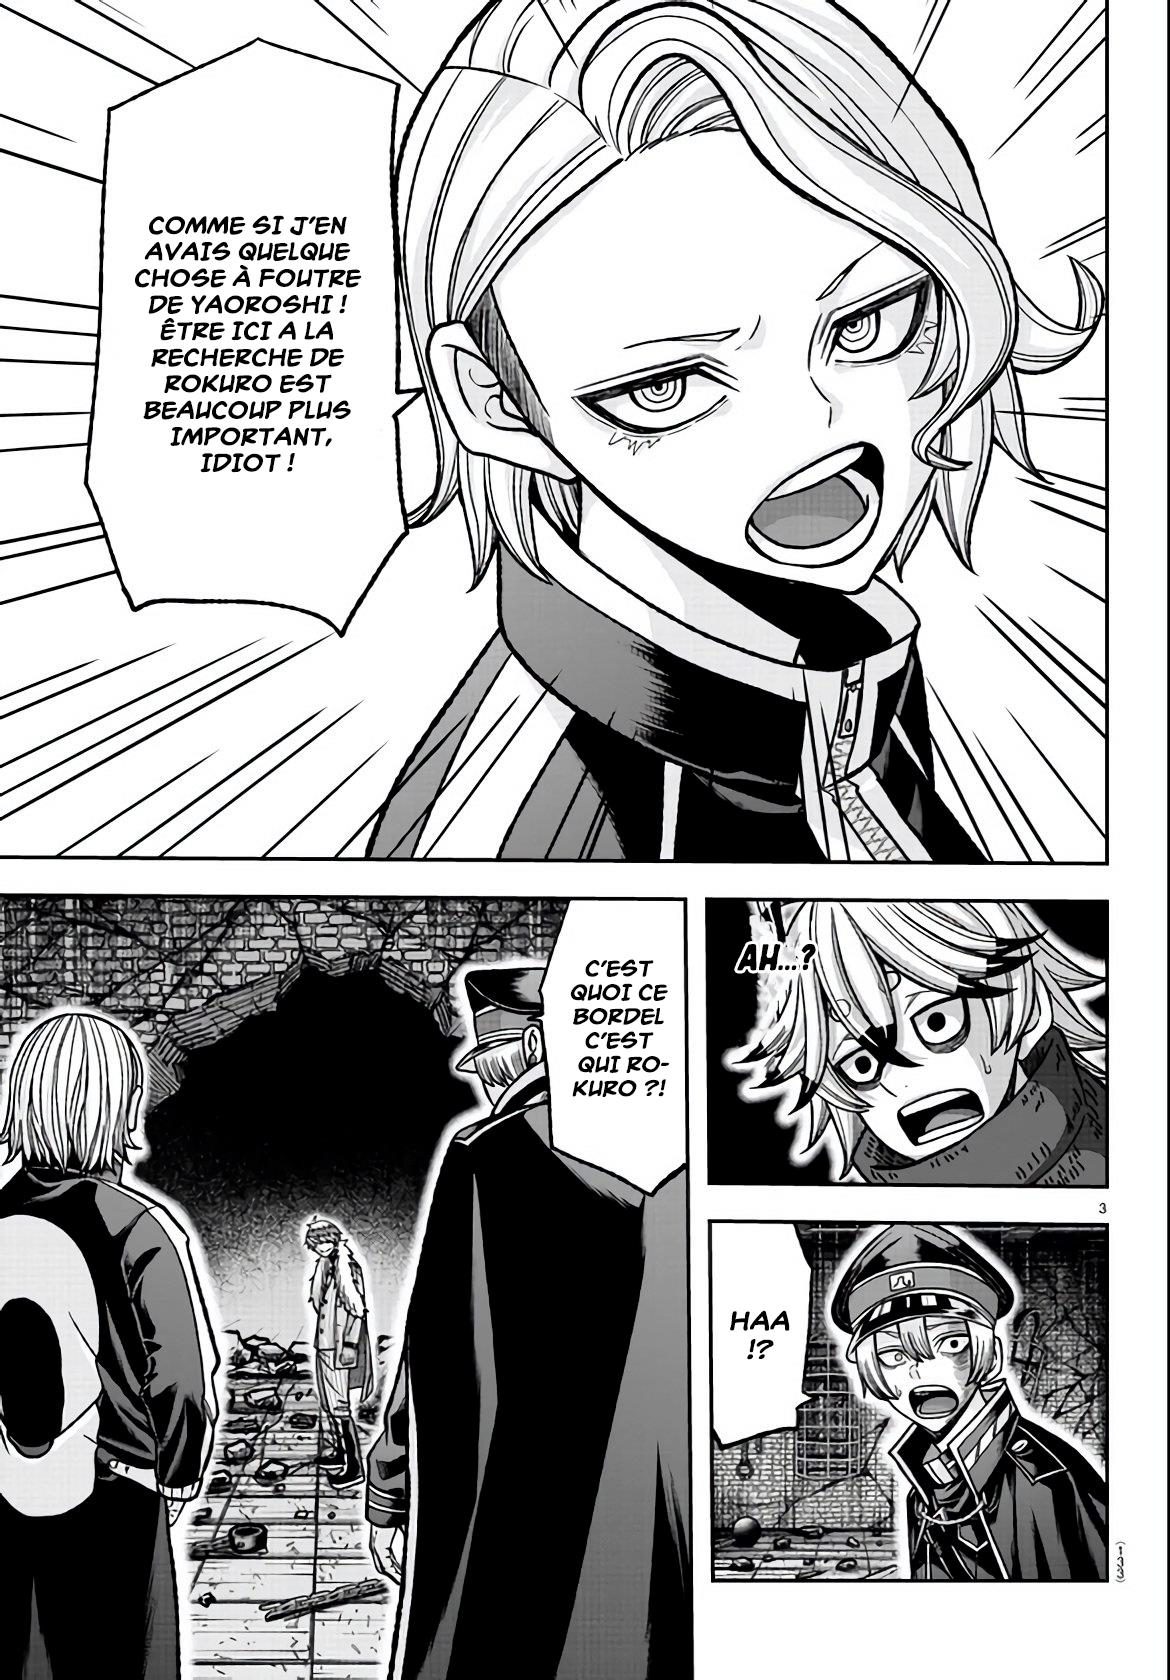 COMME SI J'EN
AVAIS QUELQUE
CHOSE À FOUTRE
DE YAOROSHI !
ÊTRE ICI A LA
RECHERCHE DE
ROKURO EST
BEAUCOUP PLUS
IMPORTANT,
IDIOT !
AH...?
3
HAA
!?
C'EST
QUOI CE
BORDEL
C'EST
QUI RO-
KURO ?!